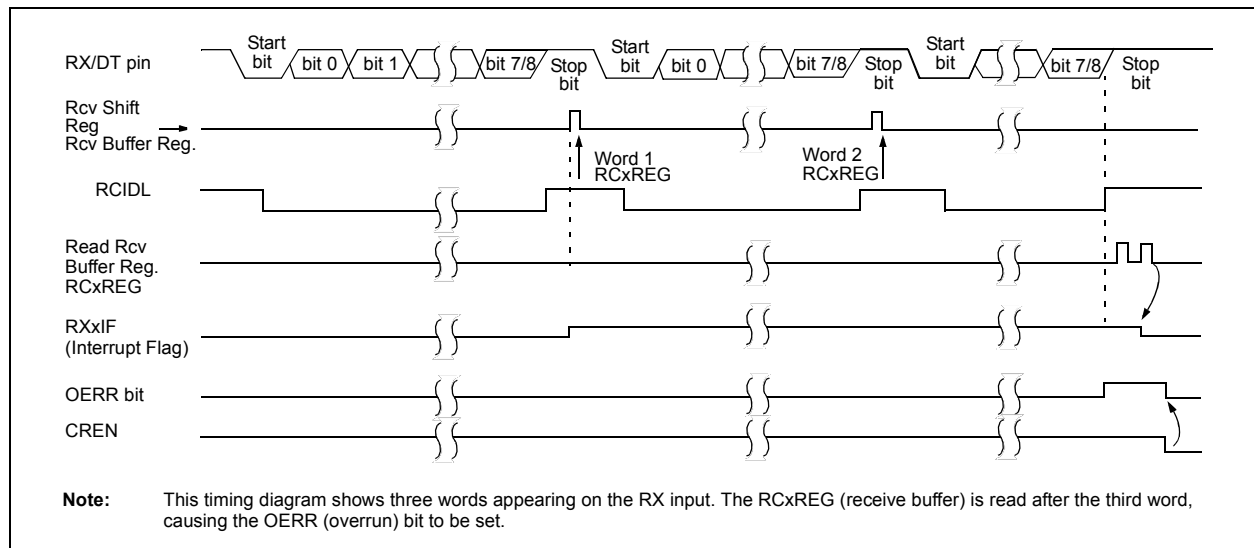 Start
bit
bit 0
bit 1
bit 7/8
Stop
bit
Start
bit
bit 0
bit 7/8
Stop
bit
Start
bit
bit 7/8
Stop
bit
RX/DT pin
Rcv Shift
Reg
Rcv Buffer Reg.
Word 1
RCxREG
Word 2
RCxREG
RCIDL
Read Rcv
Buffer Reg.
RCxREG
RXxIF
(Interrupt Flag)
OERR bit
CREN
Note: This timing diagram shows three words appearing on the RX input. The RCxREG (receive buffer) is read after the third word,
causing the OERR (overrun) bit to be set.